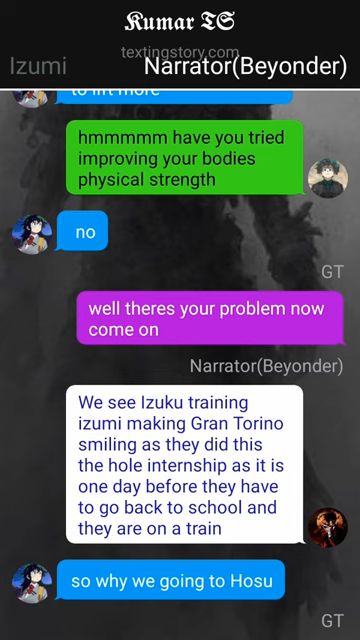 Kumar TS
textingstory.com
Izumi Narrator(Beyonder)
to lift more
hmmmmm have you tried
improving your bodies
physical strength
no
GT
well theres your problem now
come on
Narrator(Beyonder)
We see Izuku training
izumi making Gran Torino
smiling as they did this
the hole internship as it is
one day before they have
to go back to school and
they are on a train
so why we going to Hosu
GT